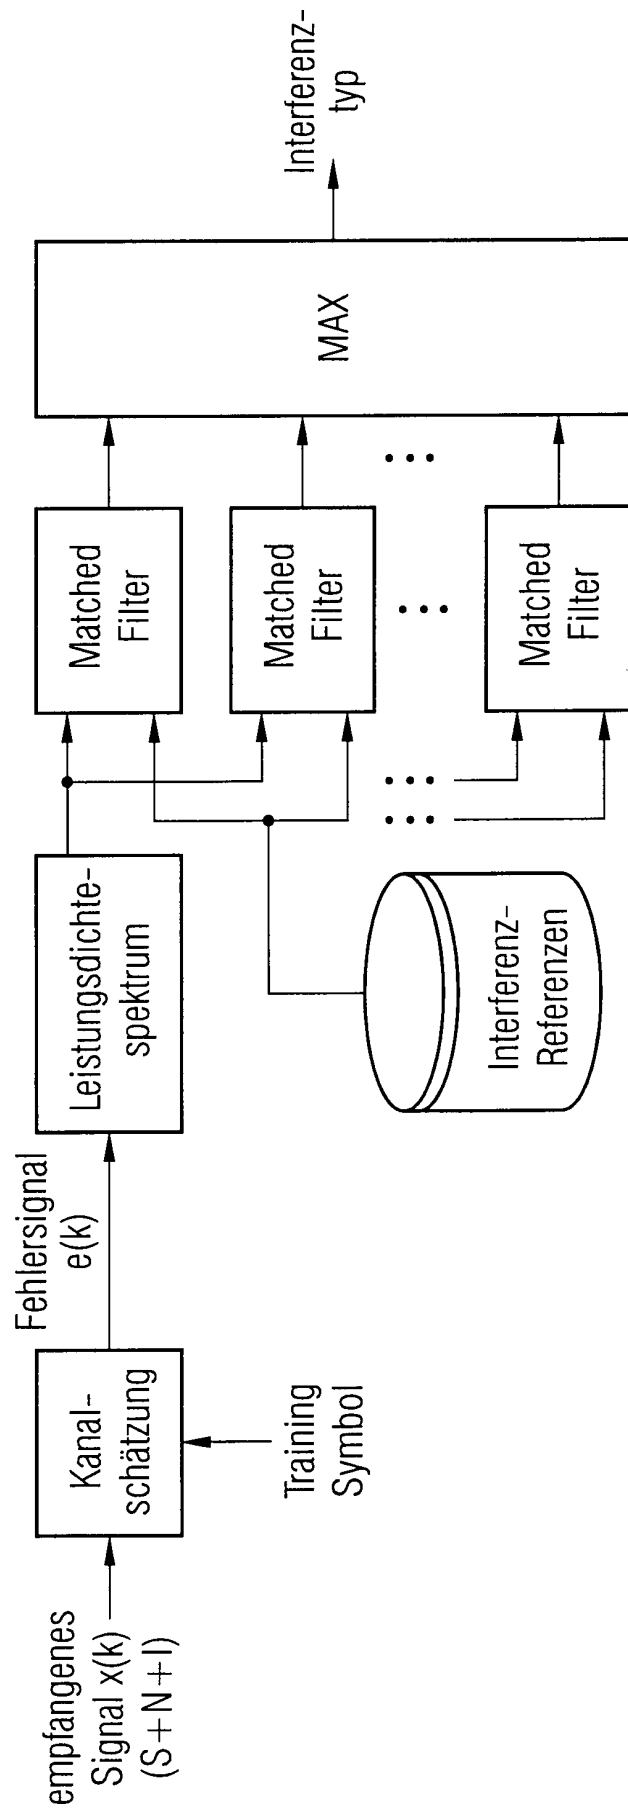 empfangenes
Signal x(k)
(S+N+I)
Kanal-
schätzung
Training
Symbol
Fehlersignal
e(k)
Leistungsdichte-
spektrum
Interferenz-
Referenzen
Matched
Filter
Matched
Filter
Matched
Filter
MAX
Interferenz-
typ